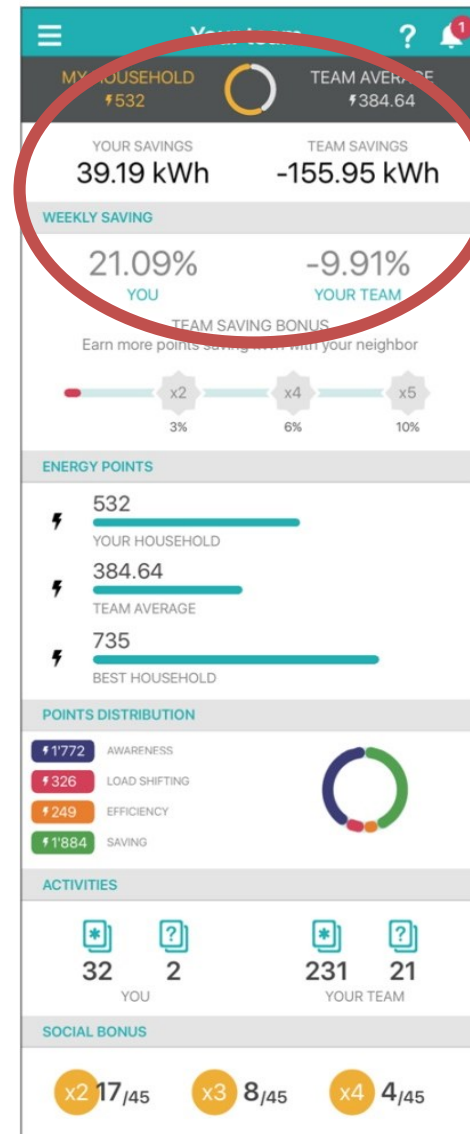 Your team ?
1
MY HOUSEHOLD TEAM AVERAGE
532 384.64
YOUR SAVINGS TEAM SAVINGS
39.19 kWh -155.95 kWh
WEEKLY SAVING
21.09% -9.91%
YOU YOUR TEAM
TEAM SAVING BONUS
Earn more points saving kWh with your neighbor
x2 x4 x5
3% 6% 10%
ENERGY POINTS
532
YOUR HOUSEHOLD
384.64
TEAM AVERAGE
735
BEST HOUSEHOLD
POINTS DISTRIBUTION
1'772 AWARENESS
326 LOAD SHIFTING
249 EFFICIENCY
1'884 SAVING
ACTIVITIES
* ? * ?
32 2 231 21
YOU YOUR TEAM
SOCIAL BONUS
x2 17/45 x3 8/45 x4 4/45